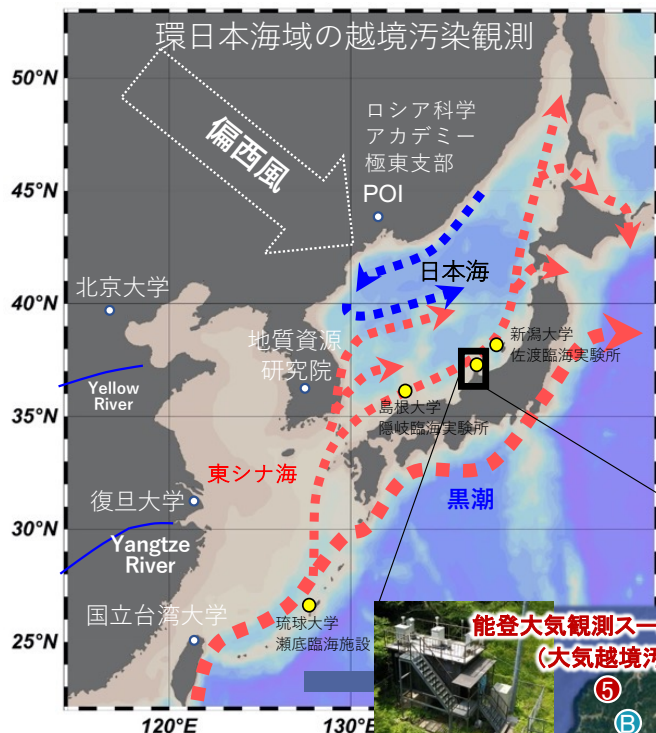 環日本海域の越境汚染観測
50°N
ロシア科学
アカデミー
極東支部
偏西風
45°N
POI
日本海
北京大学
40°N
地質資源
研究院
新潟大学
佐渡臨海実験所
Yellow
River
島根大学
隠岐臨海実験所
35°N
東シナ海
復旦大学
黒潮
30°N
Yangtze
River
国立台湾大学
琉球大学
瀬底臨海施設
能登大気観測スー
25°N
(大気越境汚
5
B
120°E
130°E